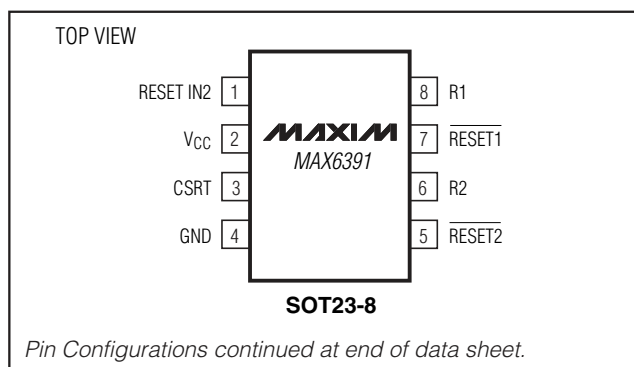 TOP VIEW
RESET IN2 1
VCC 2
CSRT 3
GND 4
MAXIM
MAX6391
8 R1
7 RESET1
6 R2
5 RESET2
SOT23-8
Pin Configurations continued at end of data sheet.